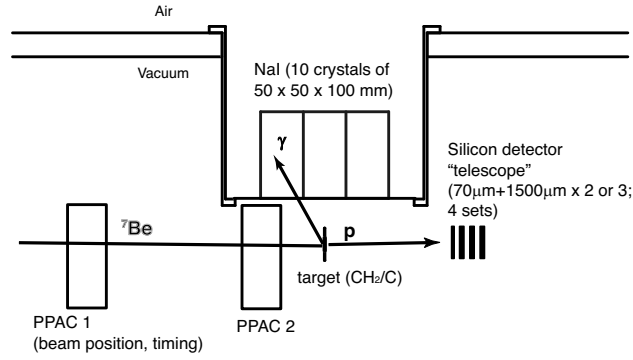 Air
Vacuum
NaI (10 crystals of
50 x 50 x 100 mm)
γ
Silicon detector
“telescope”
(70μm+1500μm x 2 or 3;
4 sets)
⁷Be
p
target (CH₂/C)
PPAC 1
(beam position, timing)
PPAC 2